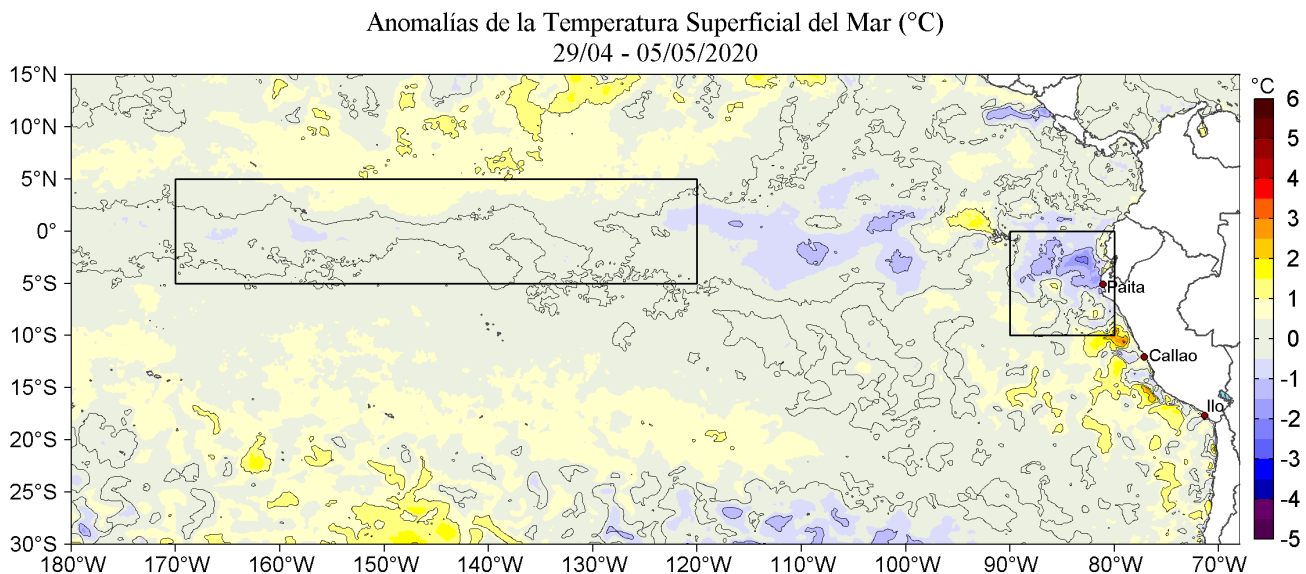 Anomalías de la Temperatura Superficial del Mar (°C)
29/04 - 05/05/2020
15°N
10°N
5°N
0°
5°S
10°S
15°S
20°S
25°S
30°S
180°W
170°W
160°W
150°W
140°W
130°W
120°W
110°W
100°W
90°W
80°W
70°W
Paita
Callao
Ilo
°C
6
5
4
3
2
1
0
-1
-2
-3
-4
-5